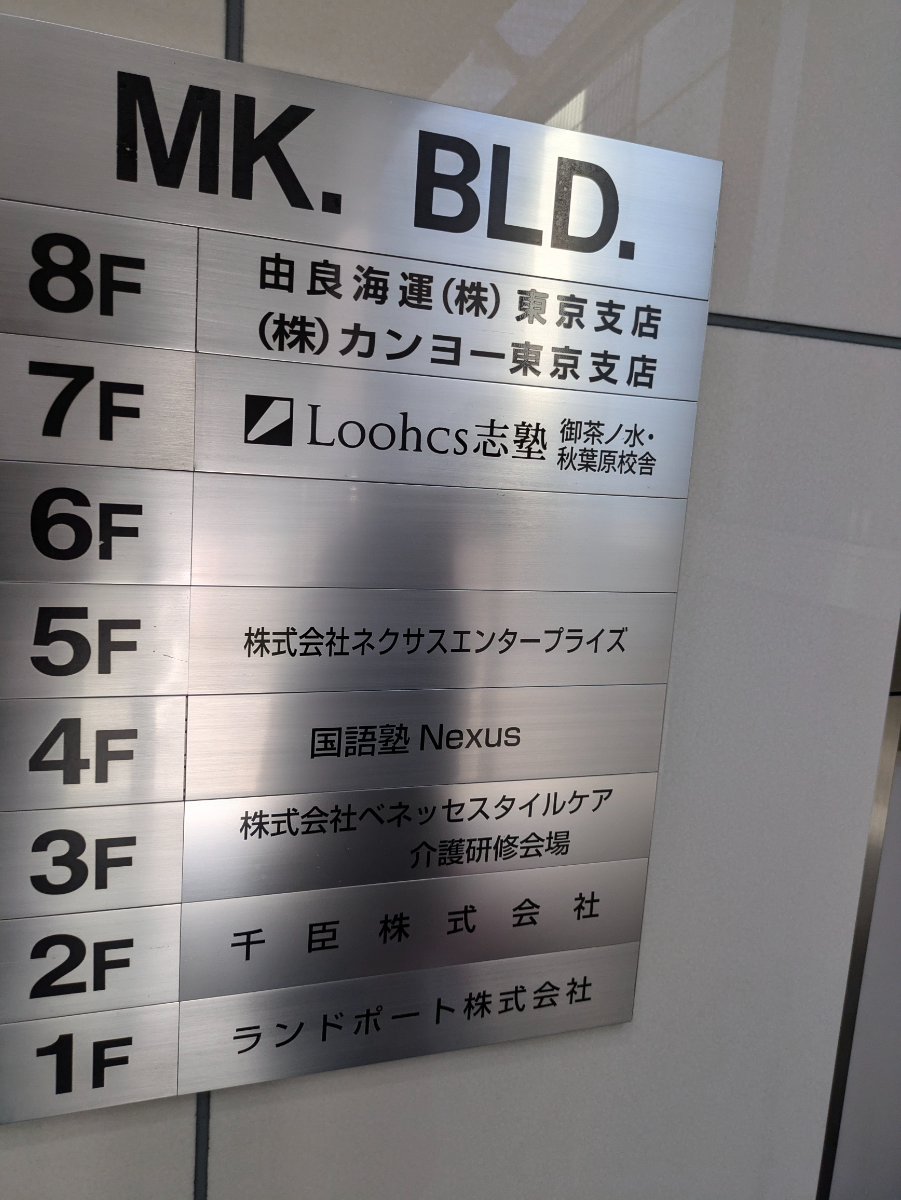 MK. BLD.
8F
由良海運(株)東京支店
(株)カンヨー東京支店
7F
Loohcs志塾 御茶ノ水・
秋葉原校舎
6F
5F
株式会社ネクサスエンタープライズ
4F
国語塾 Nexus
3F
株式会社ベネッセスタイルケア
介護研修会場
2F
千臣株式会社
1F
ランドポート株式会社